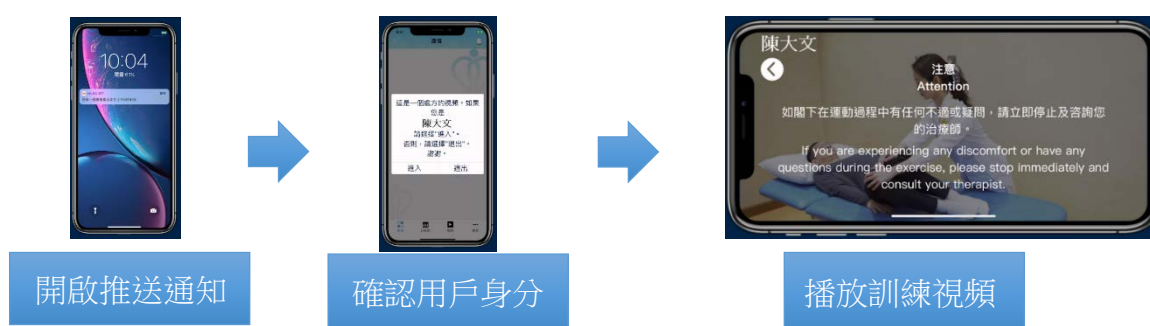 10:04
陳大文
注意
Attention
如閣下在運動過程中有任何不適或疑問，請立即停止及咨詢您
的治療師。
If you are experiencing any discomfort or have any
questions during the exercise, please stop immediately and
consult your therapist.
這是一個處方的視頻。如果
您是
陳大文
請選擇"進入"。
否則，請選擇"退出"。
謝謝。
進入 退出
開啟推送通知
確認用戶身分
播放訓練視頻